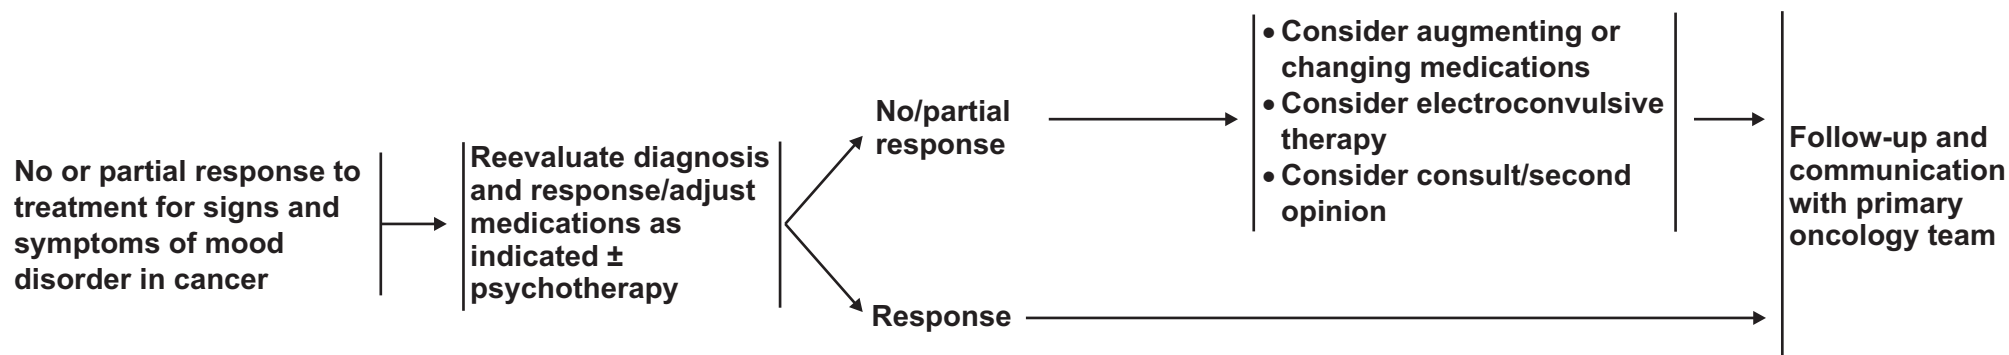 No or partial response to
treatment for signs and
symptoms of mood
disorder in cancer
Reevaluate diagnosis
and response/adjust
medications as
indicated ±
psychotherapy
No/partial
response
• Consider augmenting or
changing medications
• Consider electroconvulsive
therapy
• Consider consult/second
opinion
Response
Follow-up and
communication
with primary
oncology team